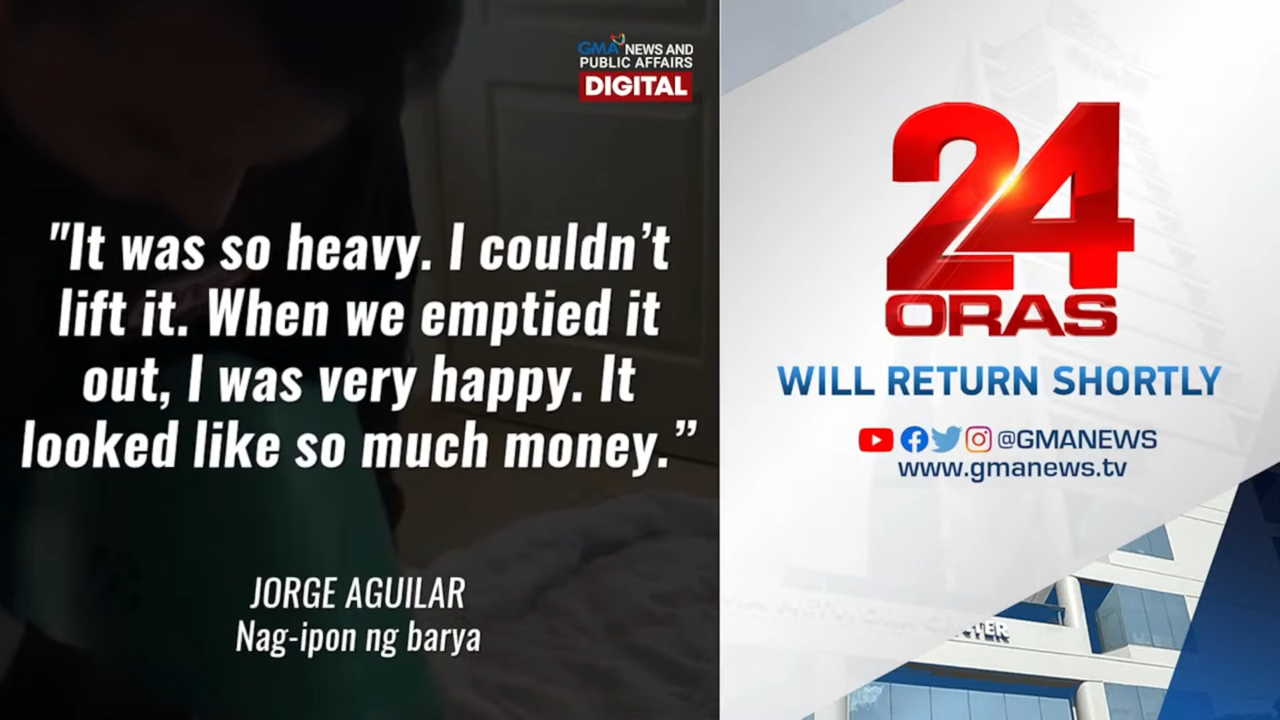 GMA NEWS AND
PUBLIC AFFAIRS
DIGITAL
"It was so heavy. I couldn’t
lift it. When we emptied it
out, I was very happy. It
looked like so much money.”
JORGE AGUILAR
Nag-ipon ng barya
24
ORAS
WILL RETURN SHORTLY
@GMANEWS
www.gmanews.tv